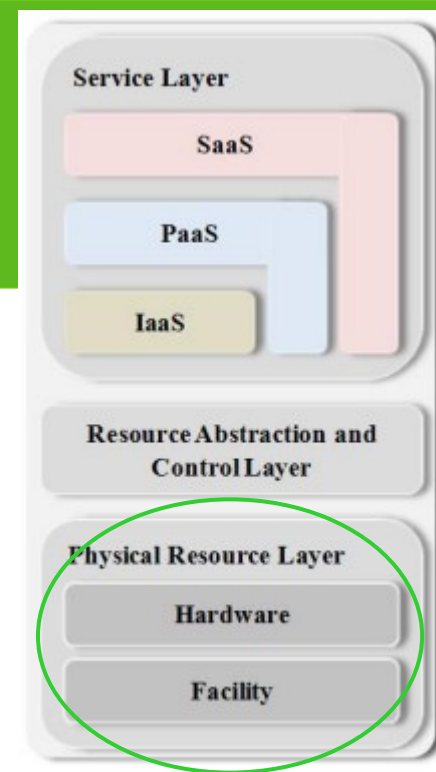 Service Layer
SaaS
PaaS
IaaS
Resource Abstraction and
Control Layer
Physical Resource Layer
Hardware
Facility